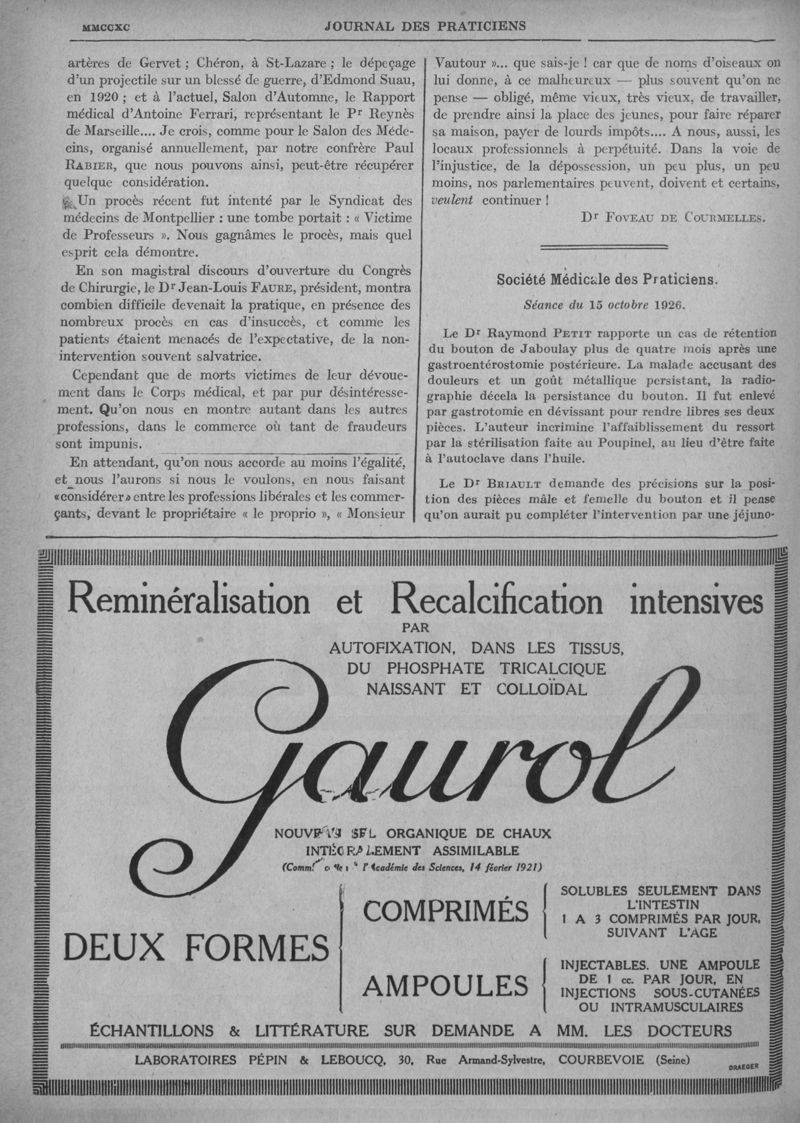 MMCCXC
JOURNAL DES PRATICIENS
artères de Gervet ; Chéron, à St-Lazare ; le dépeçage
d'un projectile sur un blessé de guerre, d'Edmond Suau,
en 1920 ; et à l'actuel, Salon d'Automne, le Rapport
médical d'Antoine Ferrari, représentant le Pr Reynès
de Marseille.... Je crois, comme pour le Salon des Méde-
cins, organisé annuellement, par notre confrère Paul
RABIER, que nous pouvons ainsi, peut-être récupérer
quelque considération.
Un procès récent fut intenté par le Syndicat des
médecins de Montpellier : une tombe portait : « Victime
de Professeurs ». Nous gagnâmes le procès, mais quel
esprit cela démontre.
En son magistral discours d'ouverture du Congrès
de Chirurgie, le Dr Jean-Louis FAURE, président, montra
combien difficile devenait la pratique, en présence des
nombreux procès en cas d'insuccès, et comme les
patients étaient menacés de l'expectative, de la non-
intervention souvent salvatrice.
Cependant que de morts victimes de leur dévoue-
ment dans le Corps médical, et par pur désintéresse-
ment. Qu'on nous en montre autant dans les autres
professions, dans le commerce où tant de fraudeurs
sont impunis.
En attendant, qu'on nous accorde au moins l'égalité,
et nous l'aurons si nous le voulons, en nous faisant
«considérer» entre les professions libérales et les commer-
çants, devant le propriétaire « le proprio », « Monsieur
Vautour »... que sais-je ! car que de noms d'oiseaux on
lui donne, à ce malheureux — plus souvent qu'on ne
pense — obligé, même vieux, très vieux, de travailler,
de prendre ainsi la place des jeunes, pour faire réparer
sa maison, payer de lourds impôts.... A nous, aussi, les
locaux professionnels à perpétuité. Dans la voie de
l'injustice, de la dépossession, un peu plus, un peu
moins, nos parlementaires peuvent, doivent et certains,
veulent continuer !
Dr FOVEAU DE COURMELLES.
Société Médicale des Praticiens.
Séance du 15 octobre 1926.
Le Dr Raymond PETIT rapporte un cas de rétention
du bouton de Jaboulay plus de quatre mois après une
gastroentérostomie postérieure. La malade accusant des
douleurs et un goût métallique persistant, la radio-
graphie décela la persistance du bouton. Il fut enlevé
par gastrotomie en dévissant pour rendre libres ses deux
pièces. L'auteur incrimine l'affaiblissement du ressort
par la stérilisation faite au Poupinel, au lieu d'être faite
à l'autoclave dans l'huile.
Le Dr BRIAULT demande des précisions sur la posi-
tion des pièces mâle et femelle du bouton et il pense
qu'on aurait pu compléter l'intervention par une jéjuno-
Reminéralisation et Recalcification intensives
PAR
AUTOFIXATION, DANS LES TISSUS,
DU PHOSPHATE TRICALCIQUE
NAISSANT ET COLLOÏDAL
Gaurol
NOUVEAU SEL ORGANIQUE DE CHAUX
INTÉGRALEMENT ASSIMILABLE
l'Académie des Sciences, 14 février 1921)
DEUX FORMES
COMPRIMÉS
SOLUBLES SEULEMENT DANS
L'INTESTIN
1 A 3 COMPRIMÉS PAR JOUR,
SUIVANT L'AGE
AMPOULES
INJECTABLES. UNE AMPOULE
DE 1 cc. PAR JOUR, EN
INJECTIONS SOUS-CUTANÉES
OU INTRAMUSCULAIRES
ÉCHANTILLONS & LITTÉRATURE SUR DEMANDE A MM. LES DOCTEURS
LABORATOIRES PÉPIN & LEBOUCQ, 30, Rue Armand-Sylvestre, COURBEVOIE (Seine)
DRAEGER